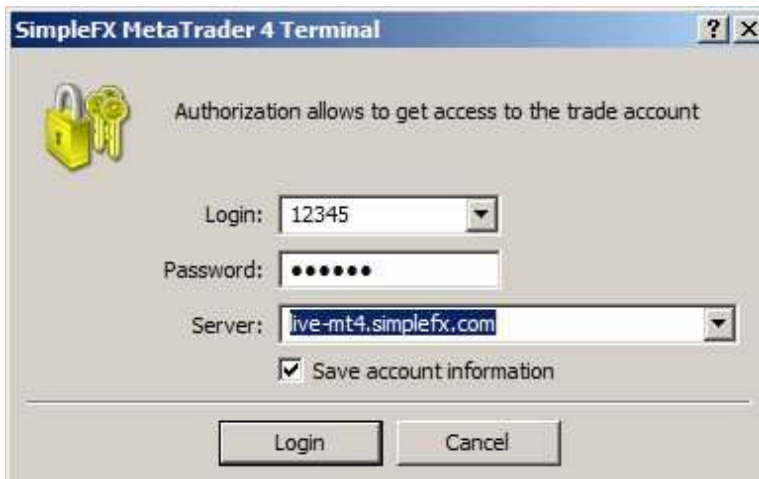 SimpleFX MetaTrader 4 Terminal
Authorization allows to get access to the trade account
Login: 12345
Password: ●●●●●●
Server: live-mt4.simplefx.com
Save account information
Login Cancel